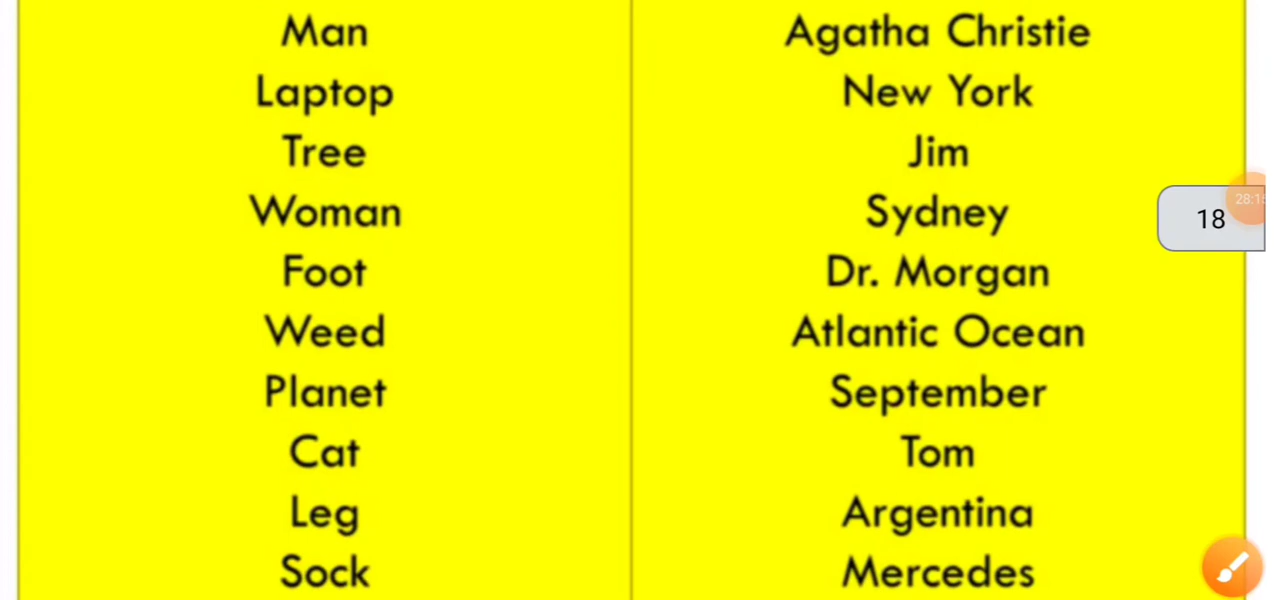 Man Agatha Christie
Laptop New York
Tree Jim
Woman Sydney
Foot Dr. Morgan
Weed Atlantic Ocean
Planet September
Cat Tom
Leg Argentina
Sock Mercedes
18